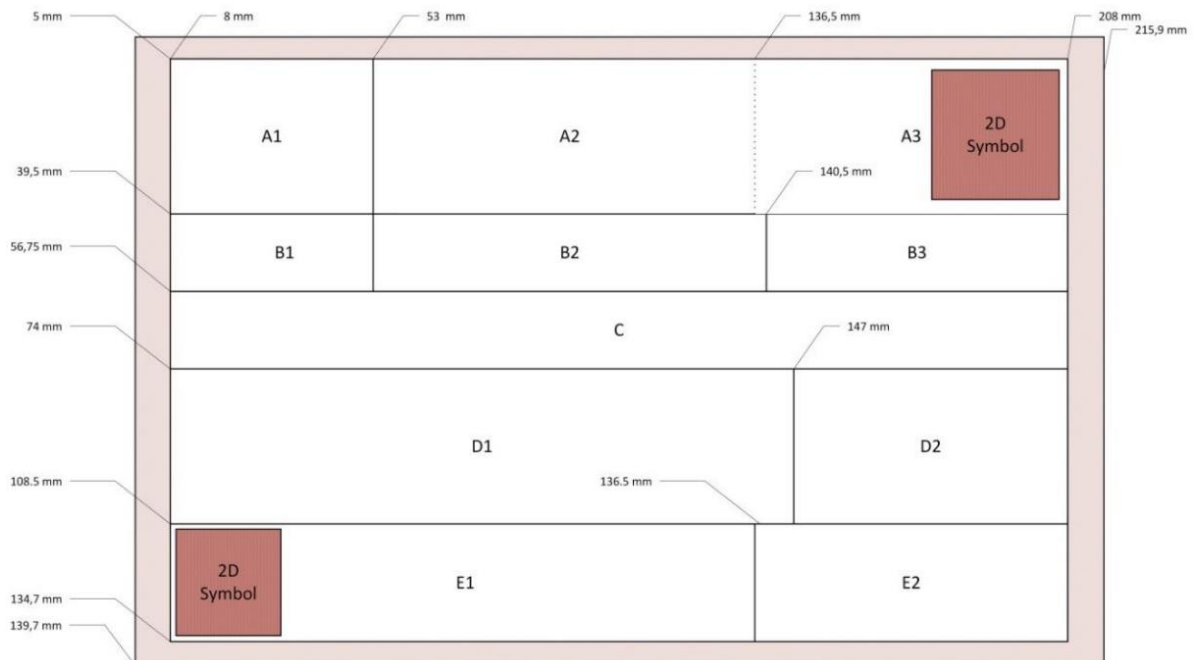 5 mm
8 mm
53 mm
136,5 mm
208 mm
215,9 mm
A1
A2
A3
2D
Symbol
39,5 mm
140,5 mm
56,75 mm
B1
B2
B3
74 mm
C
147 mm
D1
D2
108.5 mm
136.5 mm
2D
Symbol
E1
E2
134,7 mm
139,7 mm